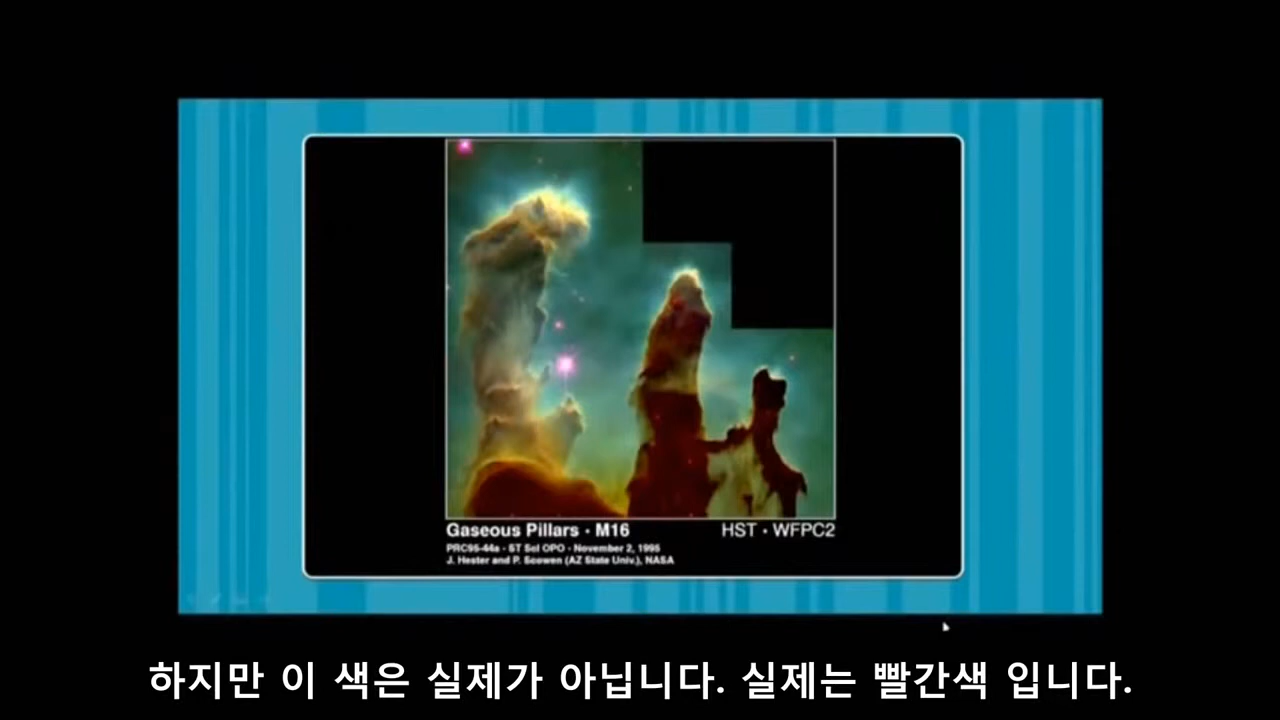 Gaseous Pillars · M16 HST · WFPC2
PRC95-44a · ST ScI OPO · November 2, 1995
J. Hester and P. Scowen (AZ State Univ.), NASA
하지만 이 색은 실제가 아닙니다. 실제는 빨간색 입니다.